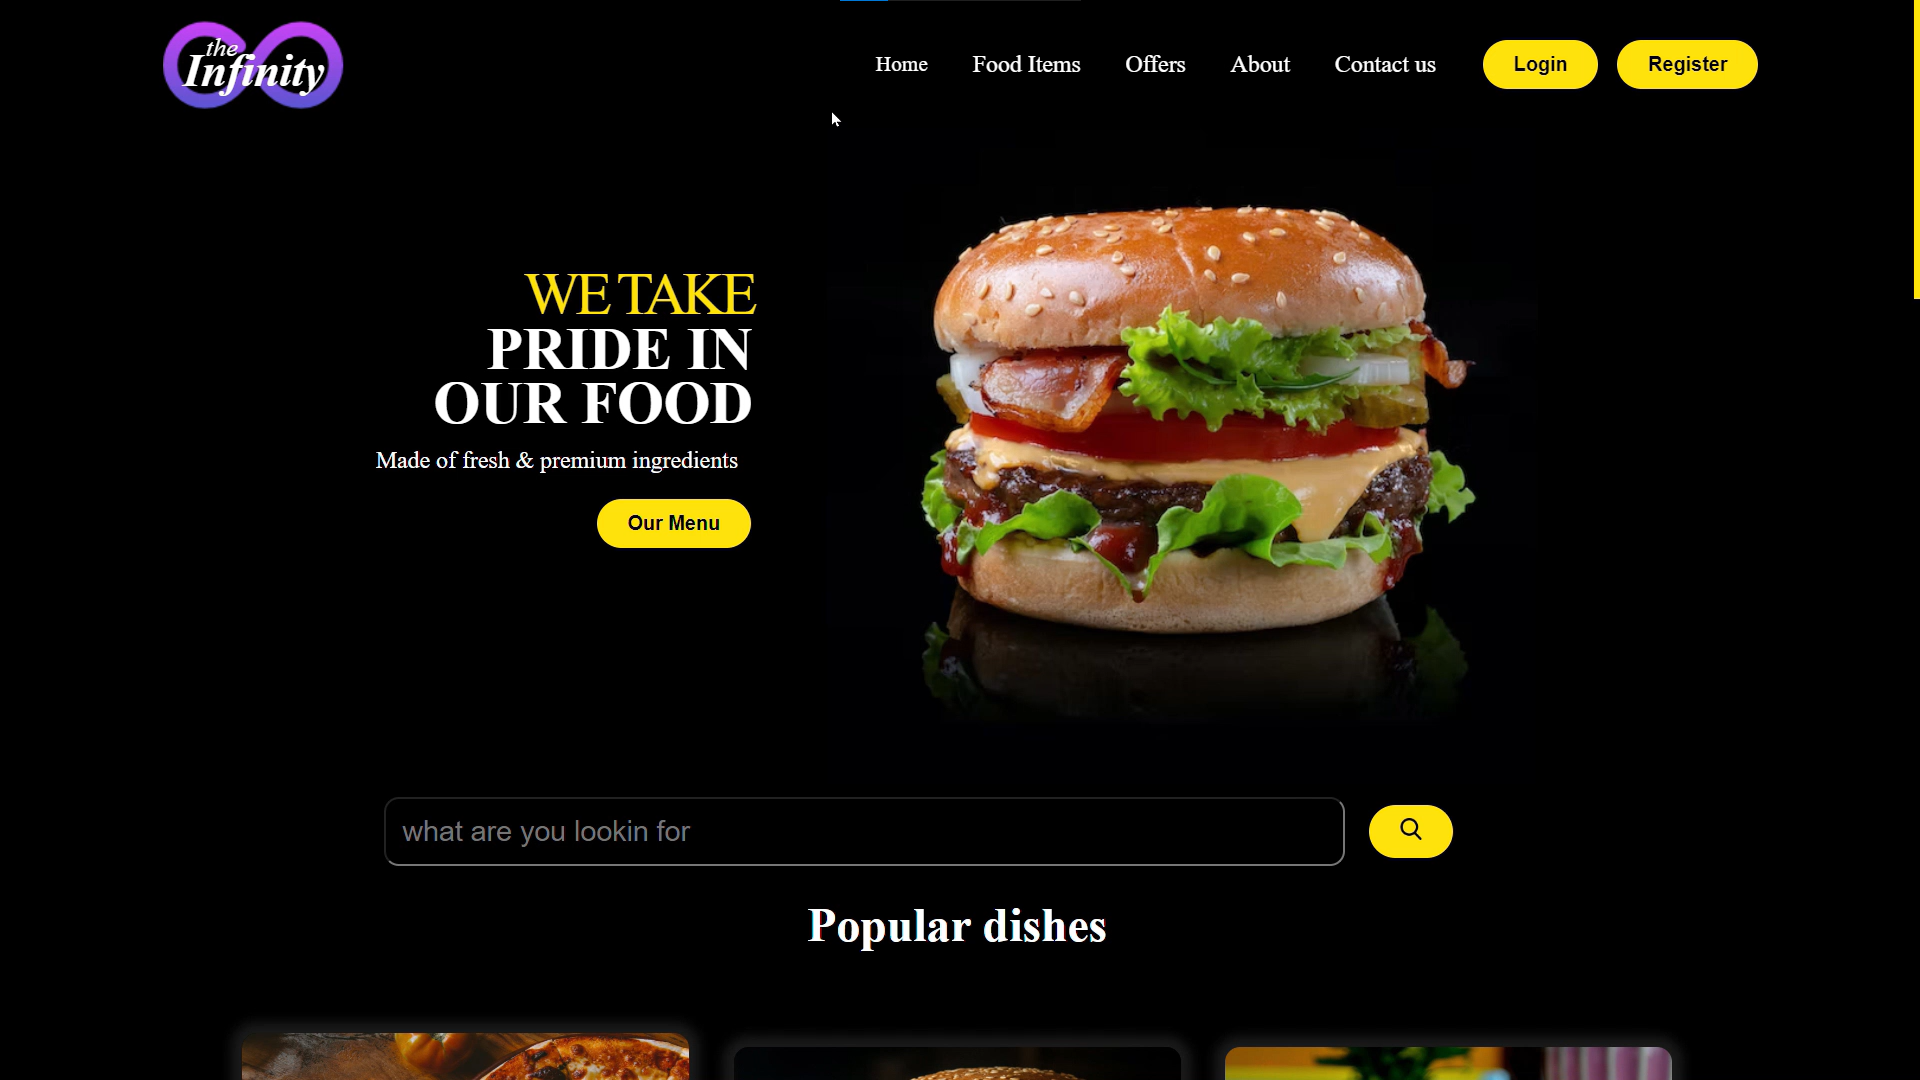 the
Infinity
Home Food Items Offers About Contact us Login Register
WE TAKE
PRIDE IN
OUR FOOD
Made of fresh & premium ingredients
Our Menu
what are you lookin for
Popular dishes